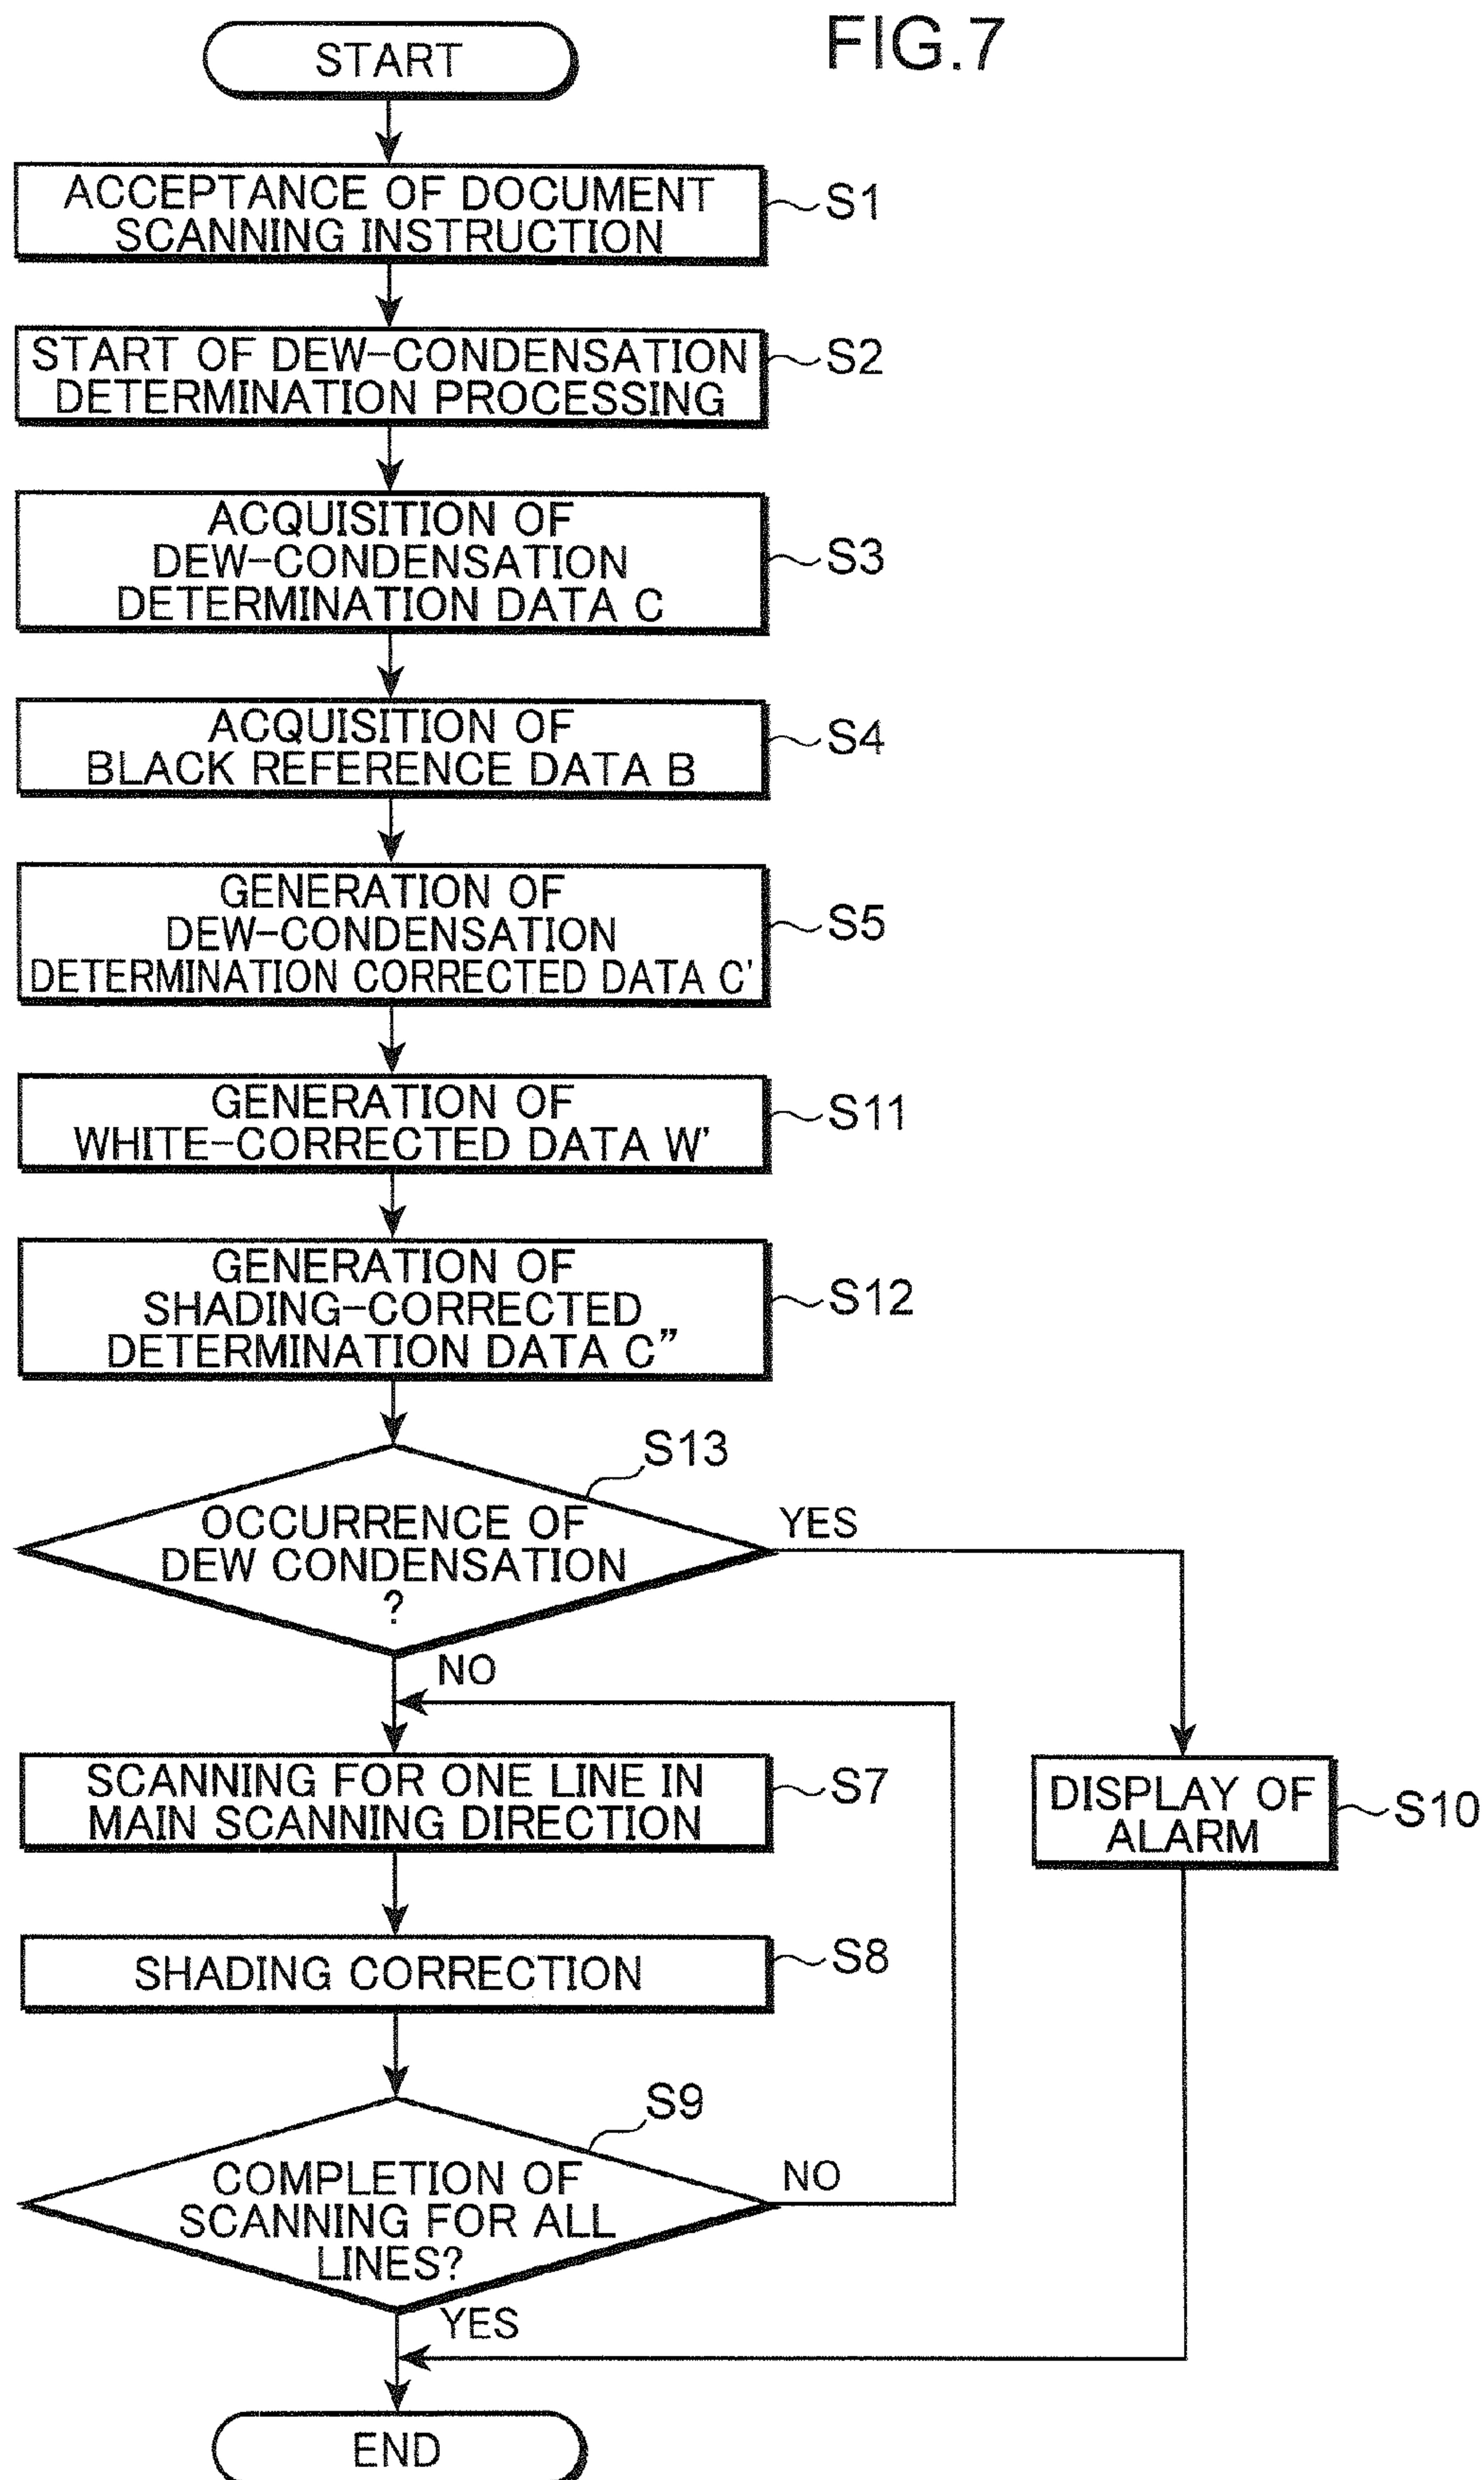 FIG.7
START
ACCEPTANCE OF DOCUMENT
SCANNING INSTRUCTION
S1
START OF DEW-CONDENSATION
DETERMINATION PROCESSING
S2
ACQUISITION OF
DEW-CONDENSATION
DETERMINATION DATA C
S3
ACQUISITION OF
BLACK REFERENCE DATA B
S4
GENERATION OF
DEW-CONDENSATION
DETERMINATION CORRECTED DATA C'
S5
GENERATION OF
WHITE-CORRECTED DATA W'
S11
GENERATION OF
SHADING-CORRECTED
DETERMINATION DATA C”
S12
S13
OCCURRENCE OF
DEW CONDENSATION
?
YES
NO
SCANNING FOR ONE LINE IN
MAIN SCANNING DIRECTION
S7
DISPLAY OF
ALARM
S10
SHADING CORRECTION
S8
S9
COMPLETION OF
SCANNING FOR ALL
LINES?
NO
YES
END